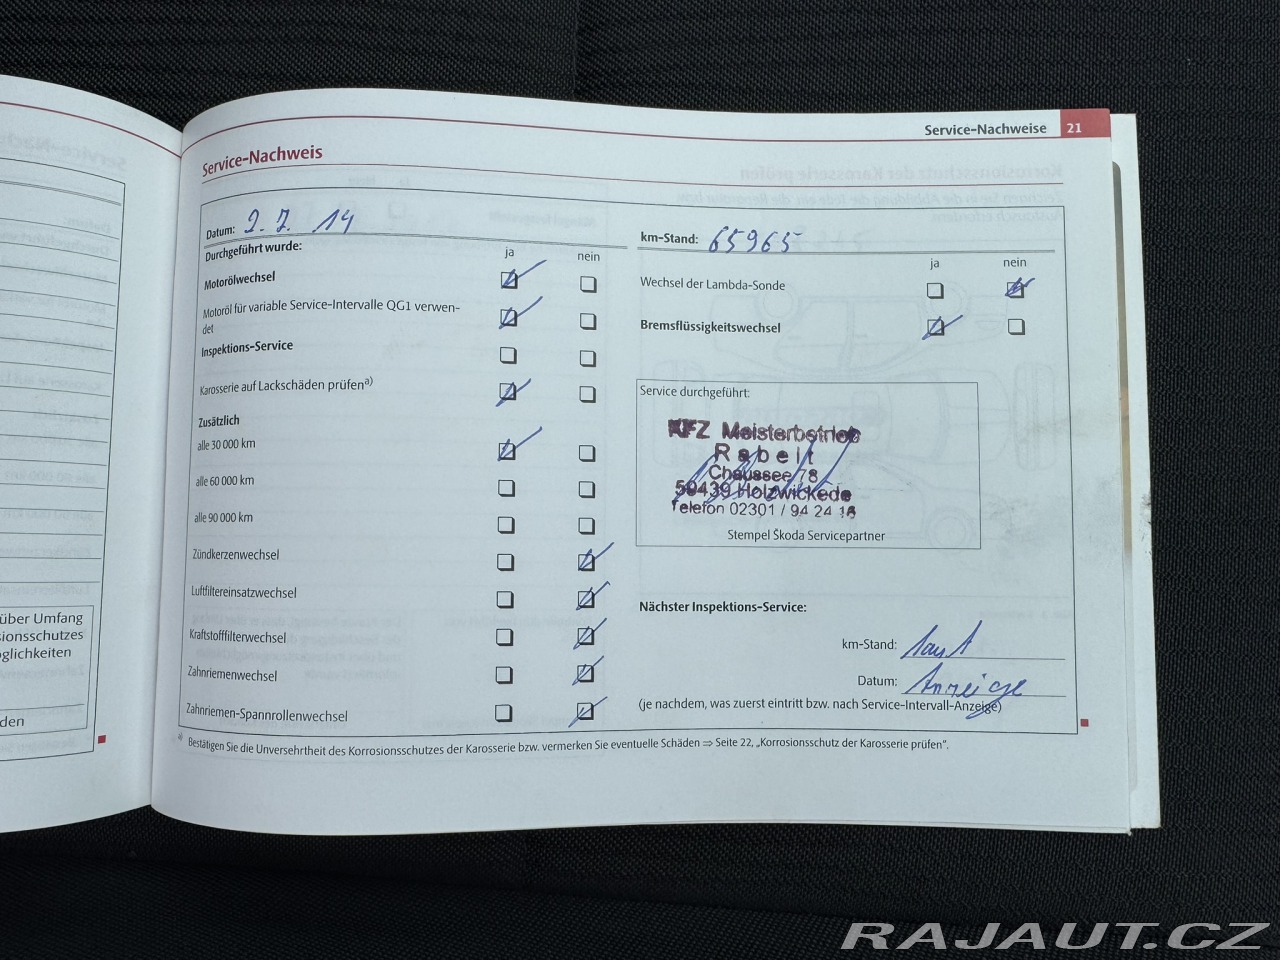 Service-Nachweise 21
Service-Nachweis
Datum: 2.7.14
km-Stand: 65965
Durchgeführt wurde:
ja nein
ja nein
Motorölwechsel
Wechsel der Lambda-Sonde
Motoröl für variable Service-Intervalle QG1 verwen-
det
Bremsflüssigkeitswechsel
Inspektions-Service
Karosserie auf Lackschäden prüfen a)
Service durchgeführt:
Zusätzlich
alle 30 000 km
alle 60 000 km
alle 90 000 km
KFZ Meisterbetrieb
Rabelt
Chaussee 78
59439 Holzwickede
Telefon 02301 / 94 24 18
Stempel Škoda Servicepartner
Zündkerzenwechsel
Luftfiltereinsatzwechsel
Kraftstofffilterwechsel
Zahnriemenwechsel
Zahnriemen-Spannrollenwechsel
Nächster Inspektions-Service:
km-Stand: laut
Datum: Anzeige
(je nachdem, was zuerst eintritt bzw. nach Service-Intervall-Anzeige)
a) Bestätigen Sie die Unversehrtheit des Korrosionsschutzes der Karosserie bzw. vermerken Sie eventuelle Schäden ⇒ Seite 22, „Korrosionsschutz der Karosserie prüfen“.
über Umfang
sionsschutzes
öglichkeiten
den
RAJAUT.CZ